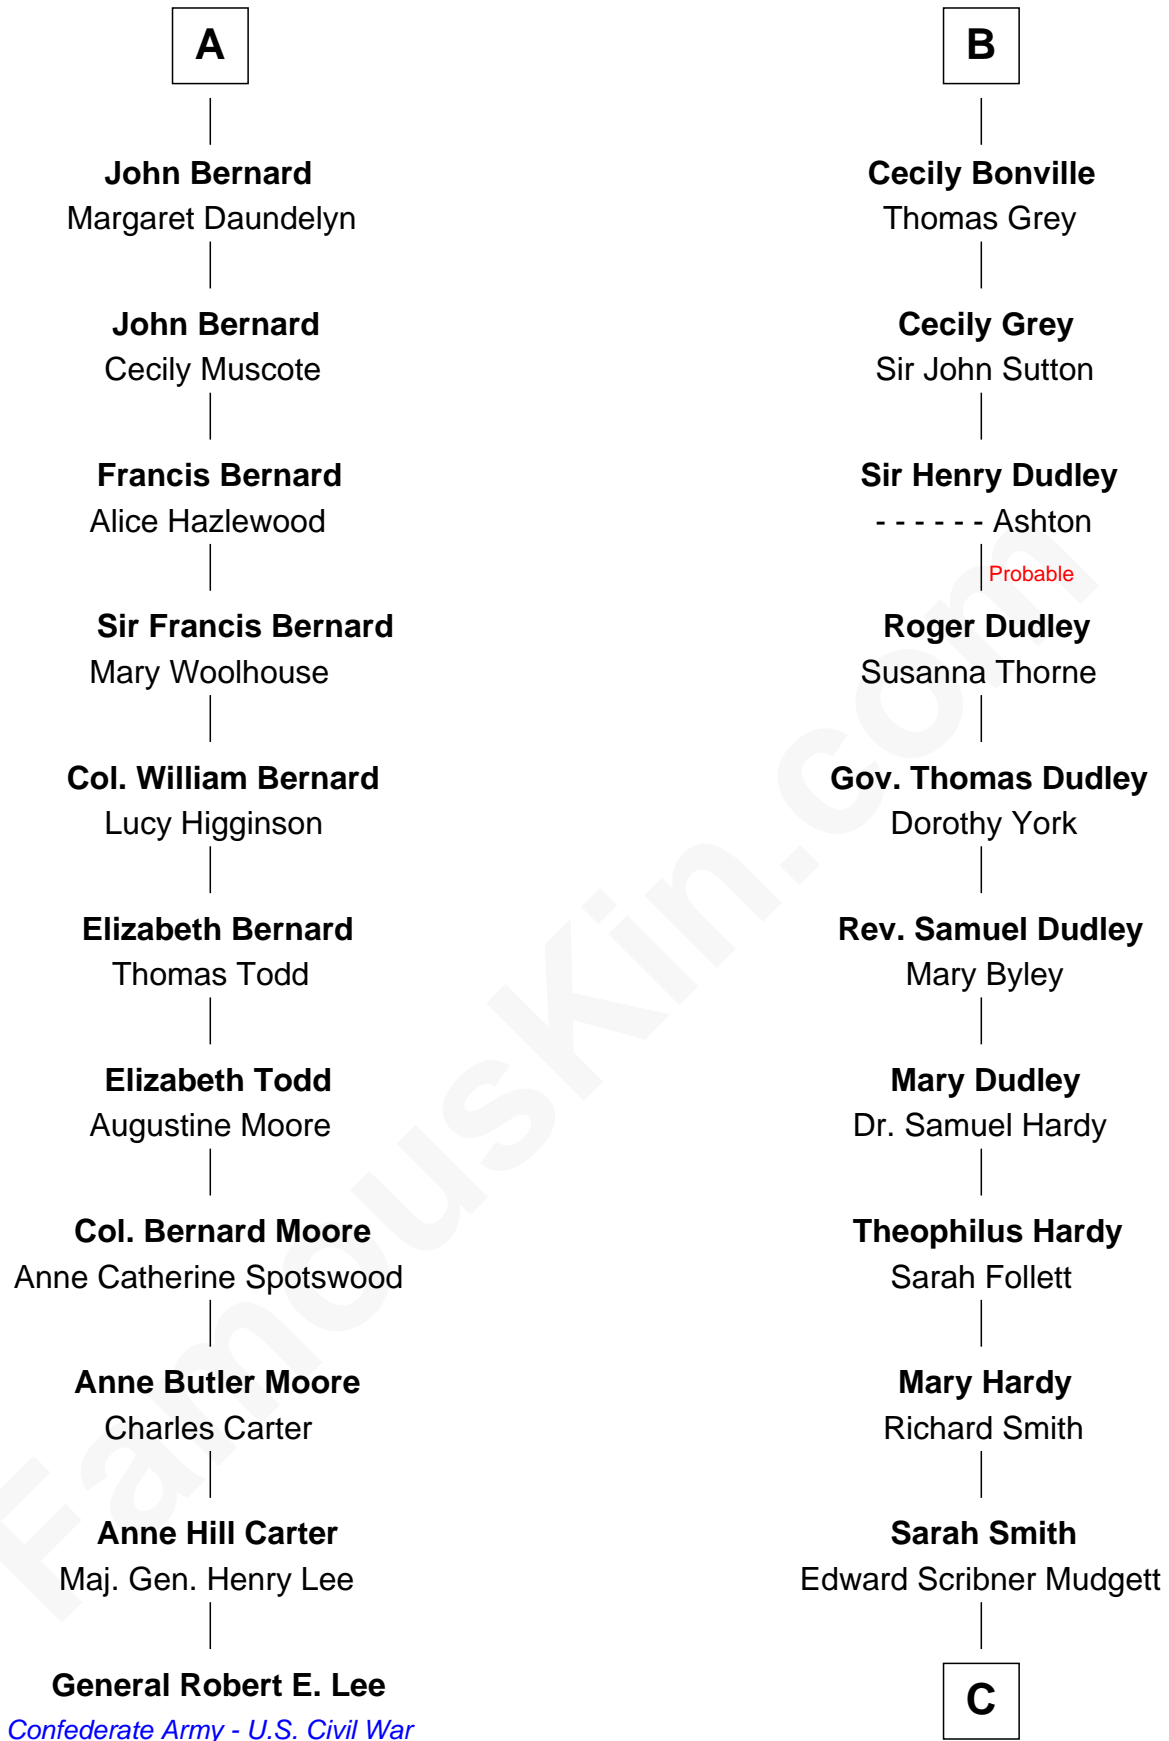 A
John Bernard
Margaret Daundelyn
John Bernard
Cecily Muscote
Francis Bernard
Alice Hazlewood
Sir Francis Bernard
Mary Woolhouse
Col. William Bernard
Lucy Higginson
Elizabeth Bernard
Thomas Todd
Elizabeth Todd
Augustine Moore
Col. Bernard Moore
Anne Catherine Spotswood
Anne Butler Moore
Charles Carter
Anne Hill Carter
Maj. Gen. Henry Lee
General Robert E. Lee
Confederate Army - U.S. Civil War
B
Cecily Bonville
Thomas Grey
Cecily Grey
Sir John Sutton
Sir Henry Dudley
- - - - - - Ashton
Probable
Roger Dudley
Susanna Thorne
Gov. Thomas Dudley
Dorothy York
Rev. Samuel Dudley
Mary Byley
Mary Dudley
Dr. Samuel Hardy
Theophilus Hardy
Sarah Follett
Mary Hardy
Richard Smith
Sarah Smith
Edward Scribner Mudgett
C
FamousKin.com